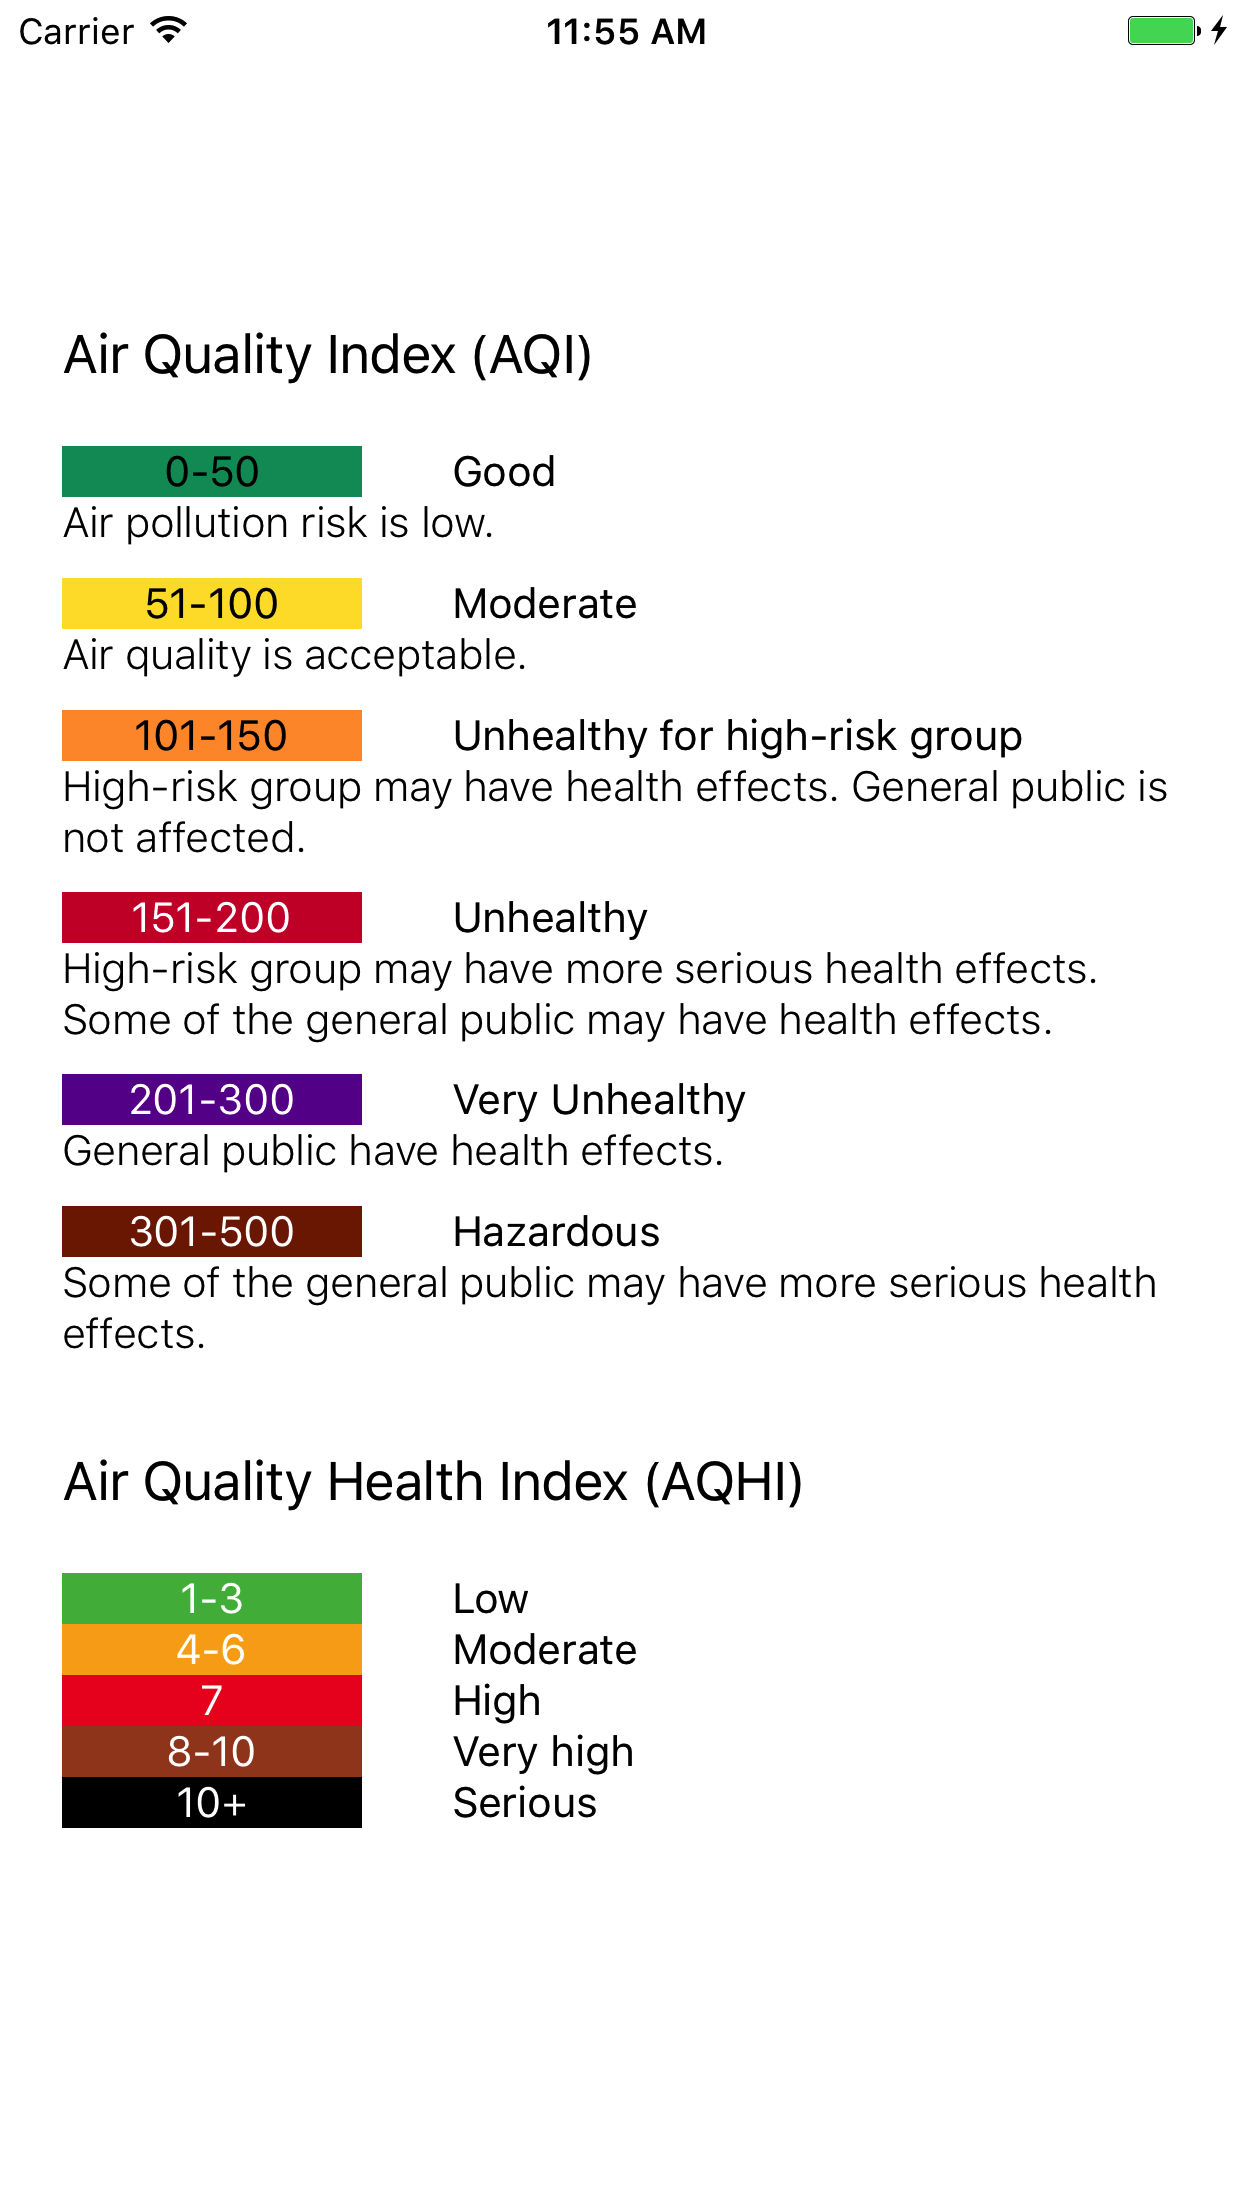 Carrier 11:55 AM
Air Quality Index (AQI)
0-50 Good
Air pollution risk is low.
51-100 Moderate
Air quality is acceptable.
101-150 Unhealthy for high-risk group
High-risk group may have health effects. General public is
not affected.
151-200 Unhealthy
High-risk group may have more serious health effects.
Some of the general public may have health effects.
201-300 Very Unhealthy
General public have health effects.
301-500 Hazardous
Some of the general public may have more serious health
effects.
Air Quality Health Index (AQHI)
1-3 Low
4-6 Moderate
7 High
8-10 Very high
10+ Serious